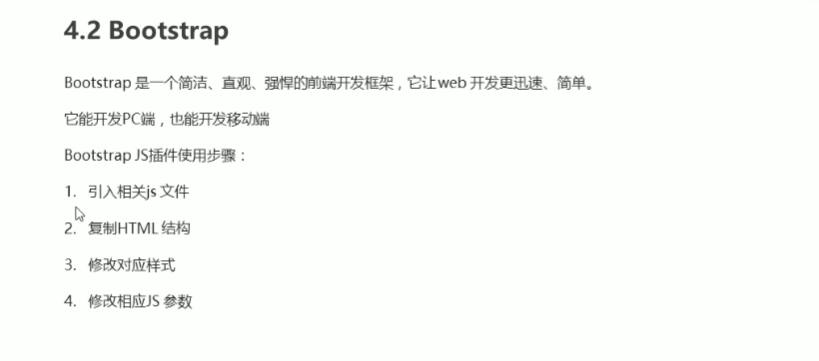 4.2 Bootstrap
Bootstrap 是一个简洁、直观、强悍的前端开发框架，它让web 开发更迅速、简单。
它能开发PC端，也能开发移动端
Bootstrap JS插件使用步骤：
1. 引入相关js 文件
2. 复制HTML 结构
3. 修改对应样式
4. 修改相应JS 参数